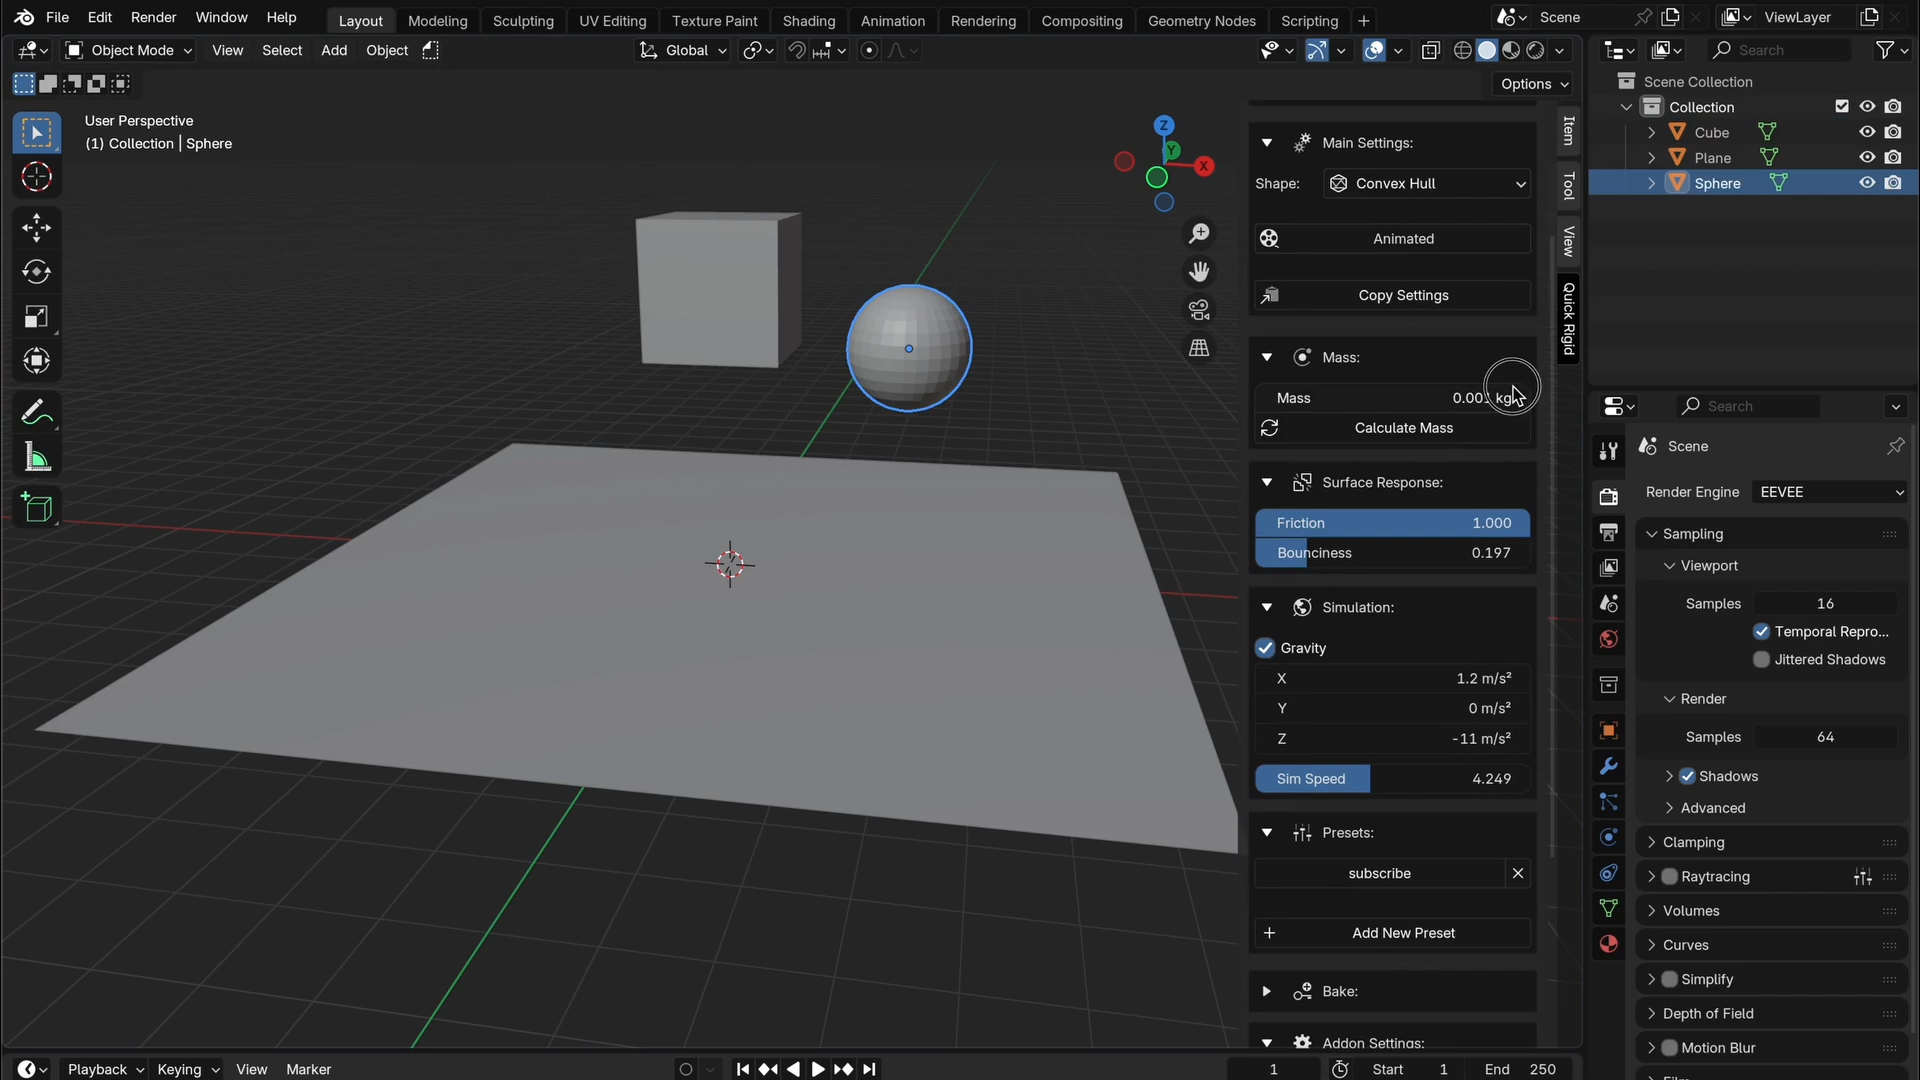 File Edit Render Window Help Layout Modeling Sculpting UV Editing Texture Paint Shading Animation Rendering Compositing Geometry Nodes Scripting + Scene ViewLayer
Object Mode View Select Add Object Global Search
Options
User Perspective
(1) Collection | Sphere
Z
Y
X
Main Settings:
Shape: Convex Hull
Animated
Copy Settings
Mass:
Mass
Calculate Mass
Surface Response:
Friction 1.000
Bounciness 0.197
Simulation:
Gravity
X 1.2 m/s²
Y 0 m/s²
Z -11 m/s²
Sim Speed 4.249
Presets:
subscribe
Add New Preset
Bake:
Addon Settings:
Item
Tool
View
Quick Rigid
Scene Collection
Collection
Cube
Plane
Sphere
Search
Scene
Render Engine EEVEE
Sampling
Viewport
Samples 16
Temporal Repro...
Jittered Shadows
Render
Samples 64
Shadows
Advanced
Clamping
Raytracing
Volumes
Curves
Simplify
Depth of Field
Motion Blur
Playback Keying View Marker 1 Start 1 End 250